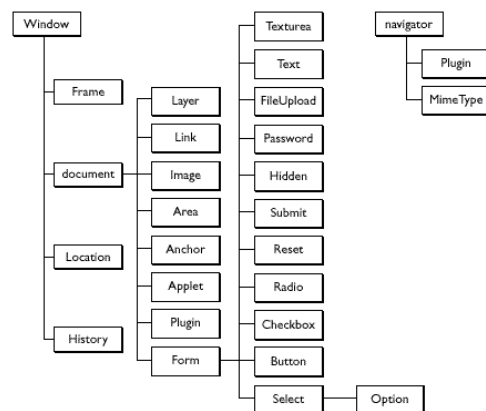 Window
Frame
document
Location
History
Layer
Link
Image
Area
Anchor
Applet
Plugin
Form
Texturea
Text
FileUpload
Password
Hidden
Submit
Reset
Radio
Checkbox
Button
Select
Option
navigator
Plugin
MimeType